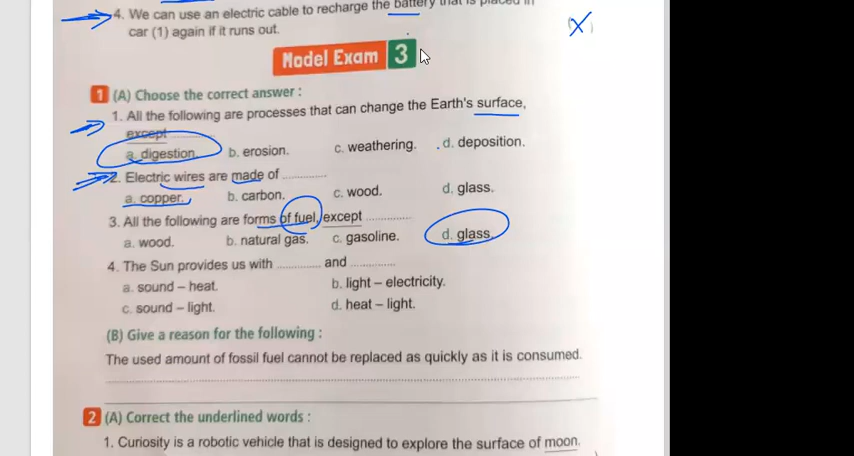 4. We can use an electric cable to recharge the battery that is placed in
car (1) again if it runs out.
(X)
Model Exam 3
1 (A) Choose the correct answer :
1. All the following are processes that can change the Earth's surface,
except ............
a. digestion. b. erosion. c. weathering. d. deposition.
2. Electric wires are made of ............
a. copper. b. carbon. c. wood. d. glass.
3. All the following are forms of fuel, except ............
a. wood. b. natural gas. c. gasoline. d. glass.
4. The Sun provides us with ............ and ............
a. sound – heat. b. light – electricity.
c. sound – light. d. heat – light.
(B) Give a reason for the following :
The used amount of fossil fuel cannot be replaced as quickly as it is consumed.
2 (A) Correct the underlined words :
1. Curiosity is a robotic vehicle that is designed to explore the surface of moon.